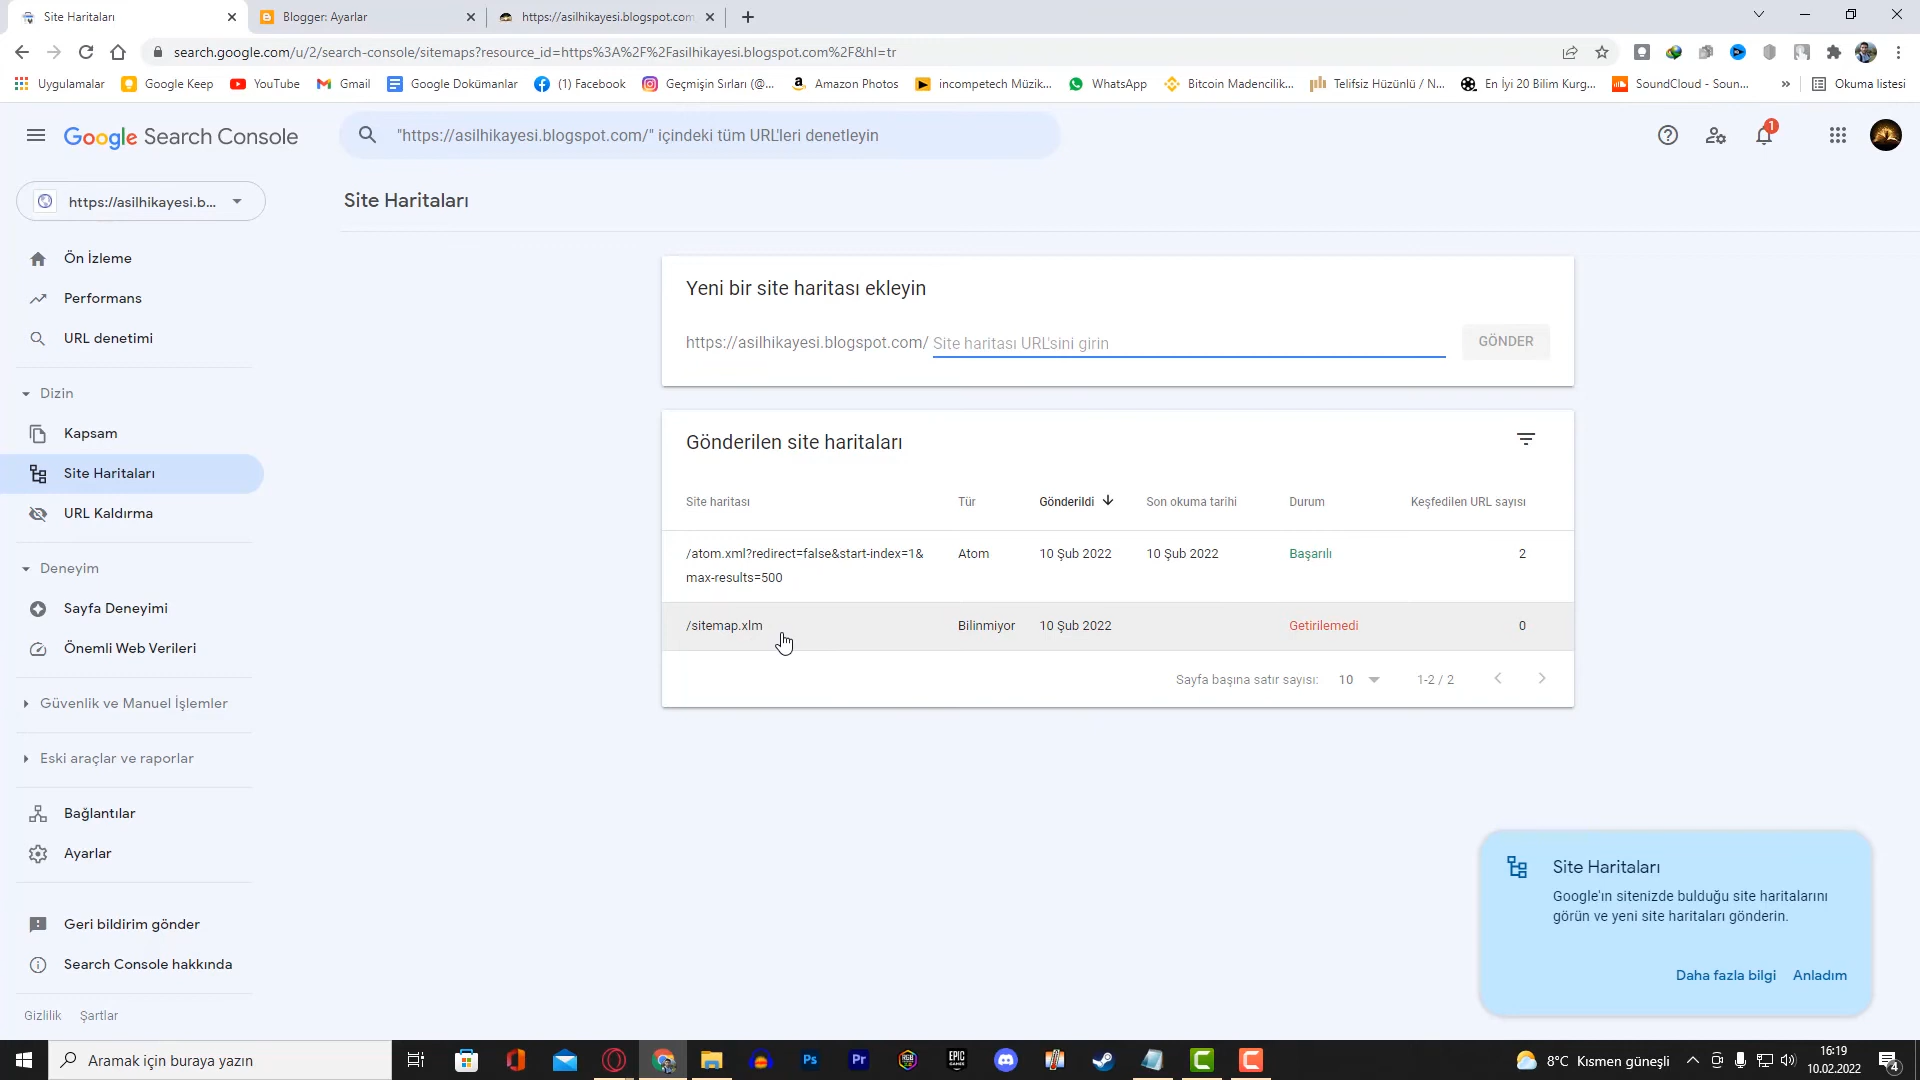 Site Haritaları
Blogger: Ayarlar
https://asilhikayesi.blogspot.com
search.google.com/u/2/search-console/sitemaps?resource_id=https%3A%2F%2Fasilhikayesi.blogspot.com%2F&hl=tr
Uygulamalar
Google Keep
YouTube
Gmail
Google Dokümanlar
(1) Facebook
Geçmişin Sırları (@...
Amazon Photos
incompetech Müzik...
WhatsApp
Bitcoin Madencilik...
Telifsiz Hüzünlü / N...
En İyi 20 Bilim Kurg...
SoundCloud - Soun...
»
Okuma listesi
Google Search Console
"https://asilhikayesi.blogspot.com/" içindeki tüm URL'leri denetleyin
1
https://asilhikayesi.b...
Site Haritaları
Ön İzleme
Performans
URL denetimi
Dizin
Kapsam
Site Haritaları
URL Kaldırma
Deneyim
Sayfa Deneyimi
Önemli Web Verileri
Güvenlik ve Manuel İşlemler
Eski araçlar ve raporlar
Bağlantılar
Ayarlar
Geri bildirim gönder
Search Console hakkında
Gizlilik Şartlar
Yeni bir site haritası ekleyin
https://asilhikayesi.blogspot.com/ Site haritası URL'sini girin
GÖNDER
Gönderilen site haritaları
Site haritası Tür Gönderildi Son okuma tarihi Durum Keşfedilen URL sayısı
/atom.xml?redirect=false&start-index=1& Atom 10 Şub 2022 10 Şub 2022 Başarılı 2
max-results=500
/sitemap.xlm Bilinmiyor 10 Şub 2022 Getirilemedi 0
Sayfa başına satır sayısı: 10 1-2 / 2
Site Haritaları
Google'ın sitenizde bulduğu site haritalarını
görün ve yeni site haritaları gönderin.
Daha fazla bilgi Anladım
Aramak için buraya yazın
Ps
Pr
EPIC GAMES
8°C Kısmen güneşli
16:19
10.02.2022
4